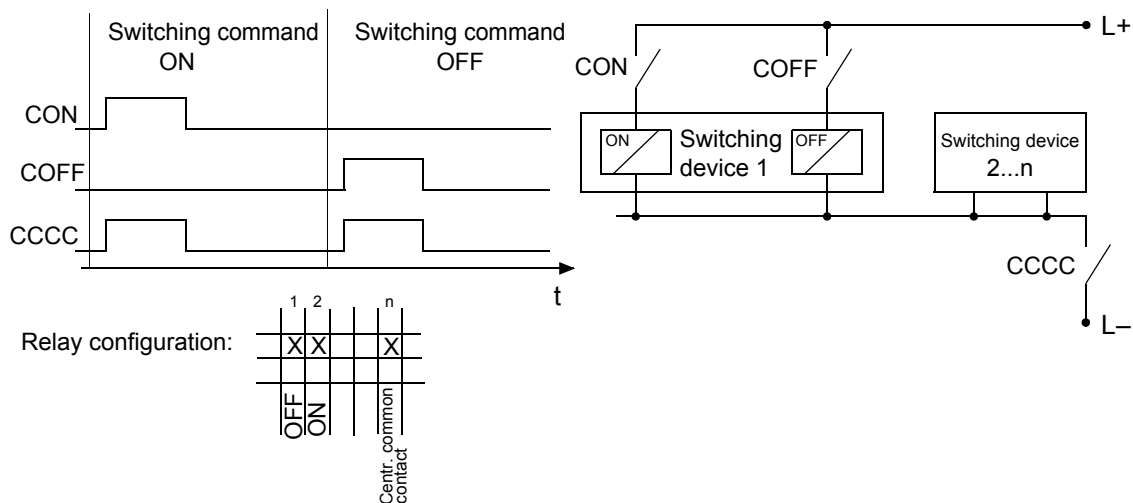 Switching command
ON
Switching command
OFF
CON
COFF
CCCC
t
L+
CON
COFF
ON
Switching
device 1
OFF
Switching device
2...n
CCCC
L–
Relay configuration:
1 2 n
X X X
OFF
ON
Centr. common
contact